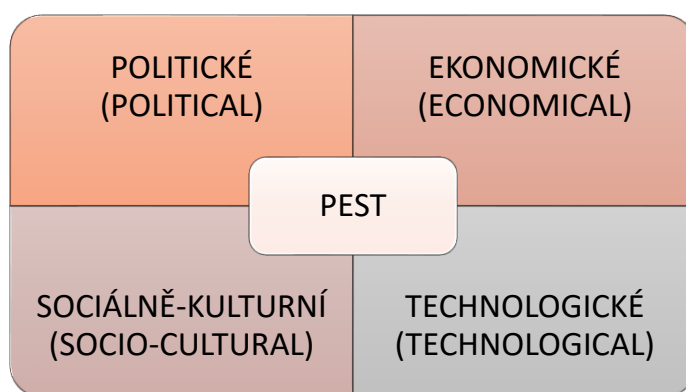 POLITICKÉ
(POLITICAL)
EKONOMICKÉ
(ECONOMICAL)
PEST
SOCIÁLNĚ-KULTURNÍ
(SOCIO-CULTURAL)
TECHNOLOGICKÉ
(TECHNOLOGICAL)